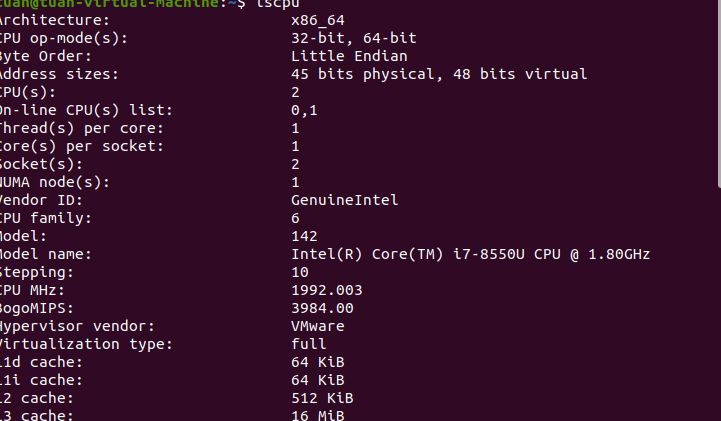 tuan@tuan-virtual-machine:~$ lscpu
Architecture: x86_64
CPU op-mode(s): 32-bit, 64-bit
Byte Order: Little Endian
Address sizes: 45 bits physical, 48 bits virtual
CPU(s): 2
On-line CPU(s) list: 0,1
Thread(s) per core: 1
Core(s) per socket: 1
Socket(s): 2
NUMA node(s): 1
Vendor ID: GenuineIntel
CPU family: 6
Model: 142
Model name: Intel(R) Core(TM) i7-8550U CPU @ 1.80GHz
Stepping: 10
CPU MHz: 1992.003
BogoMIPS: 3984.00
Hypervisor vendor: VMware
Virtualization type: full
L1d cache: 64 KiB
L1i cache: 64 KiB
L2 cache: 512 KiB
L3 cache: 16 MiB